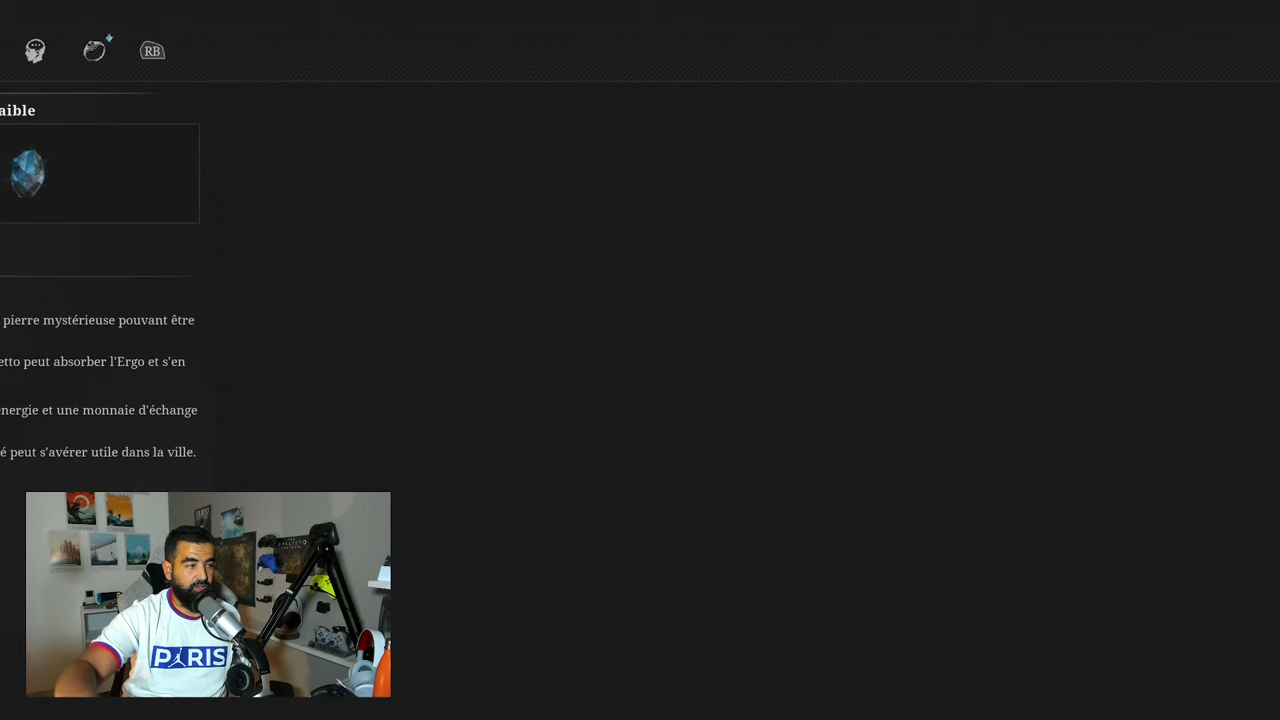 RB
aible
pierre mystérieuse pouvant être
etto peut absorber l'Ergo et s'en
énergie et une monnaie d'échange
é peut s'avérer utile dans la ville.
PARIS